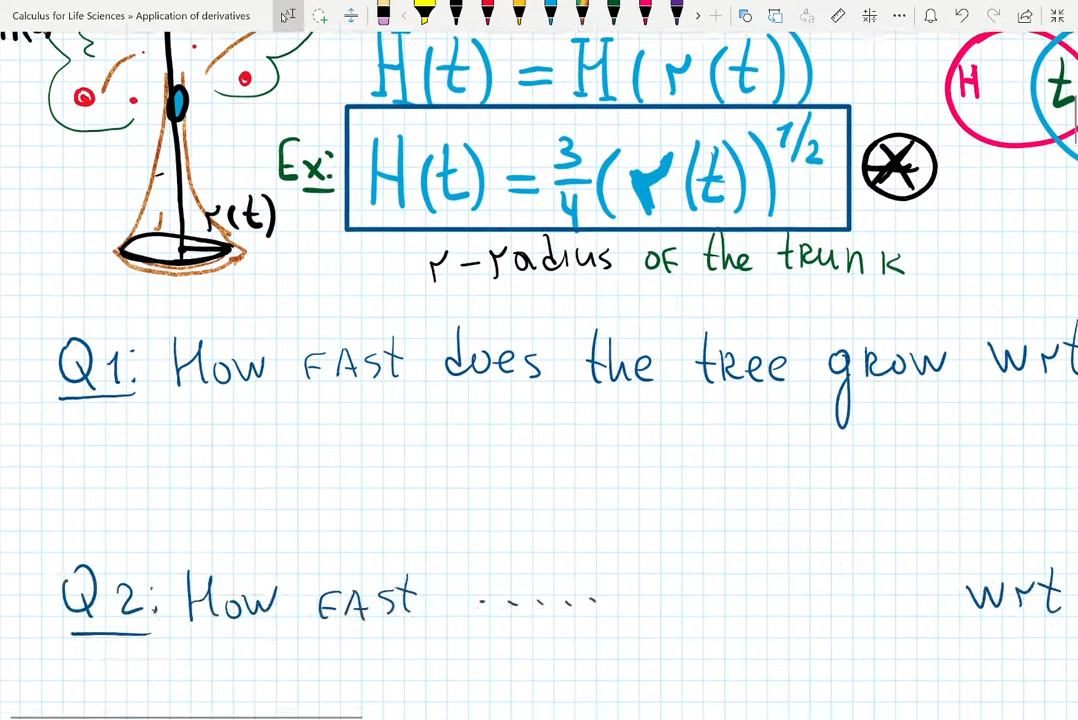 Calculus for Life Sciences » Application of derivatives
H(t) = H(r(t))
H t
Ex: H(t) = 3/4 (r(t))^1/2
r(t)
r – radius of the trunk
Q1: How FAst does the tree grow wrt
Q2: How FAst ..... wrt